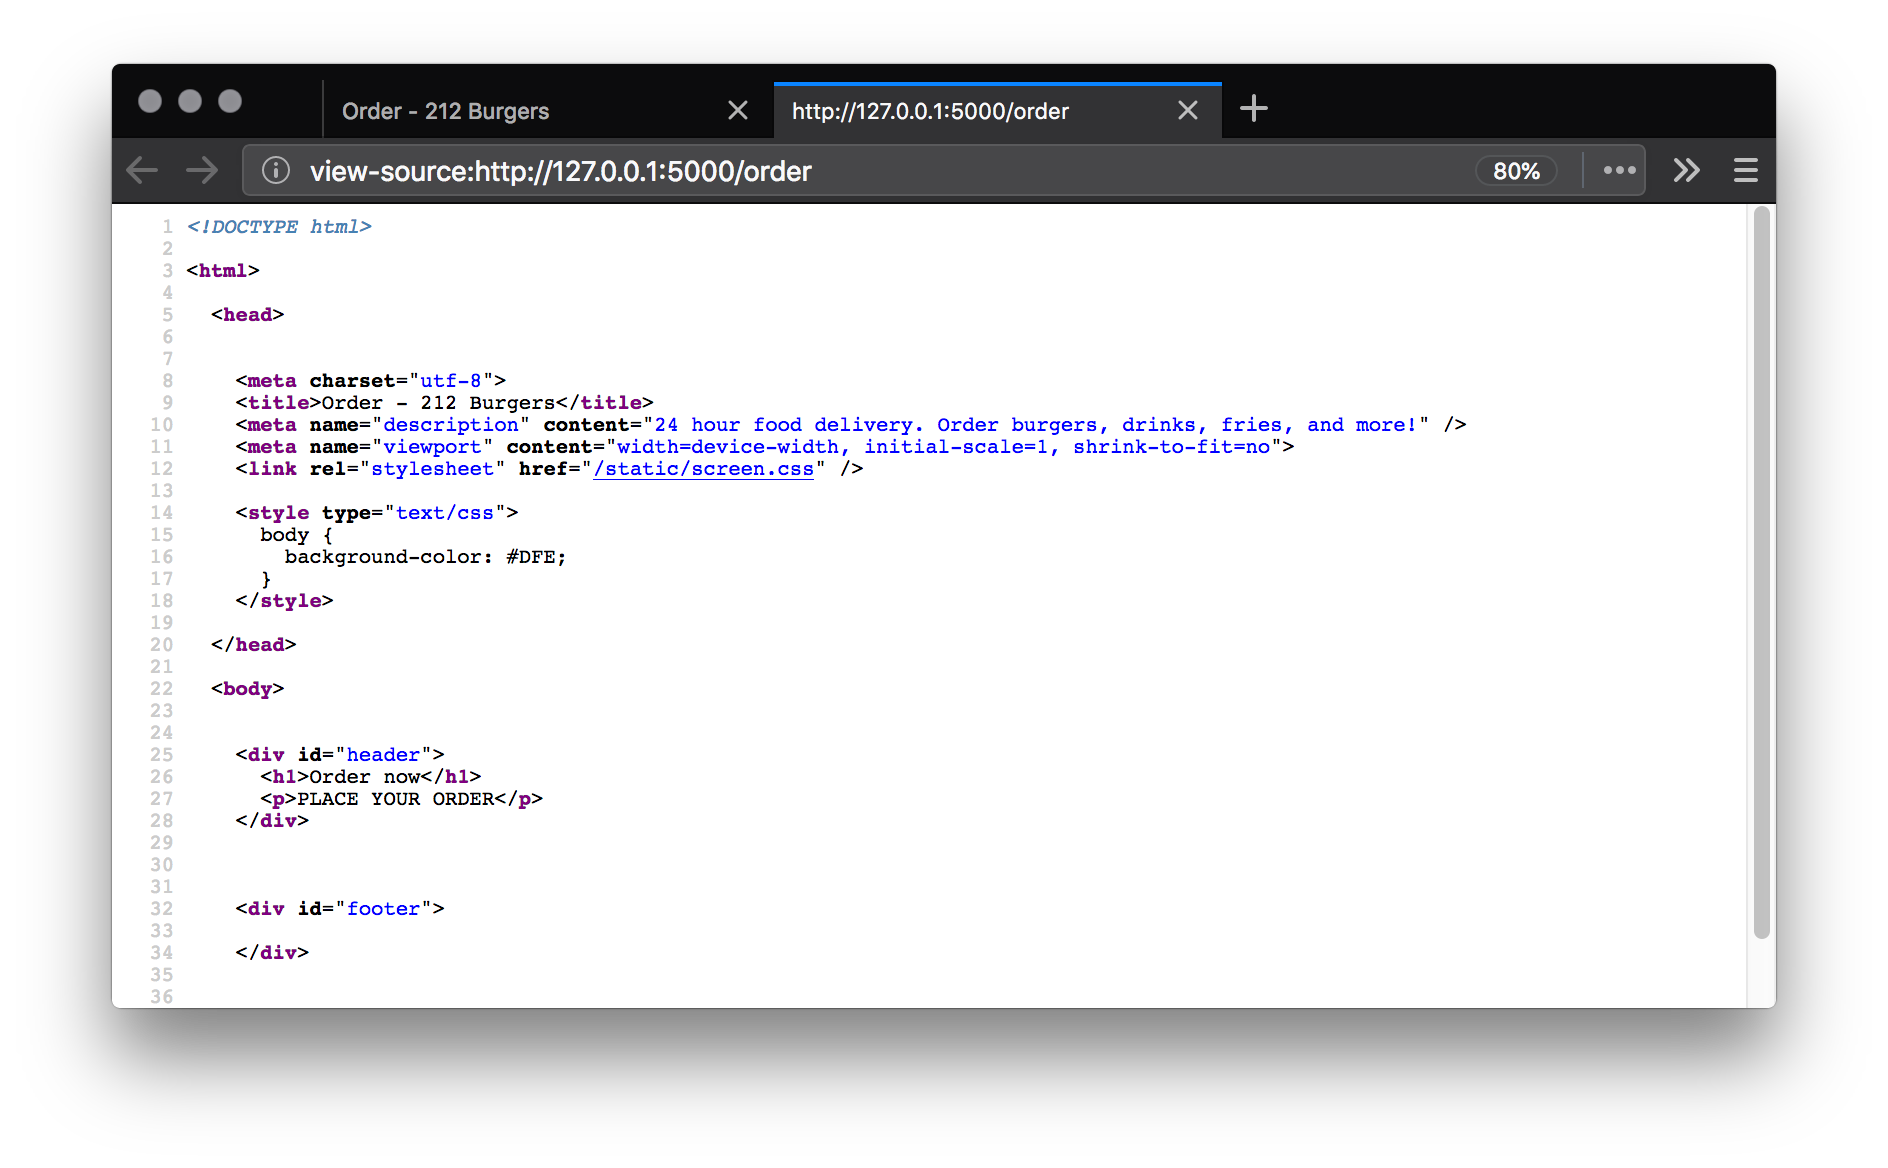 Order - 212 Burgers
http://127.0.0.1:5000/order
view-source:http://127.0.0.1:5000/order
80%
1 <!DOCTYPE html>
2
3 <html>
4
5   <head>
6
7
8     <meta charset="utf-8">
9     <title>Order - 212 Burgers</title>
10     <meta name="description" content="24 hour food delivery. Order burgers, drinks, fries, and more!" />
11     <meta name="viewport" content="width=device-width, initial-scale=1, shrink-to-fit=no">
12     <link rel="stylesheet" href="/static/screen.css" />
13
14     <style type="text/css">
15       body {
16         background-color: #DFE;
17       }
18     </style>
19
20   </head>
21
22   <body>
23
24
25     <div id="header">
26       <h1>Order now</h1>
27       <p>PLACE YOUR ORDER</p>
28     </div>
29
30
31
32     <div id="footer">
33
34     </div>
35
36